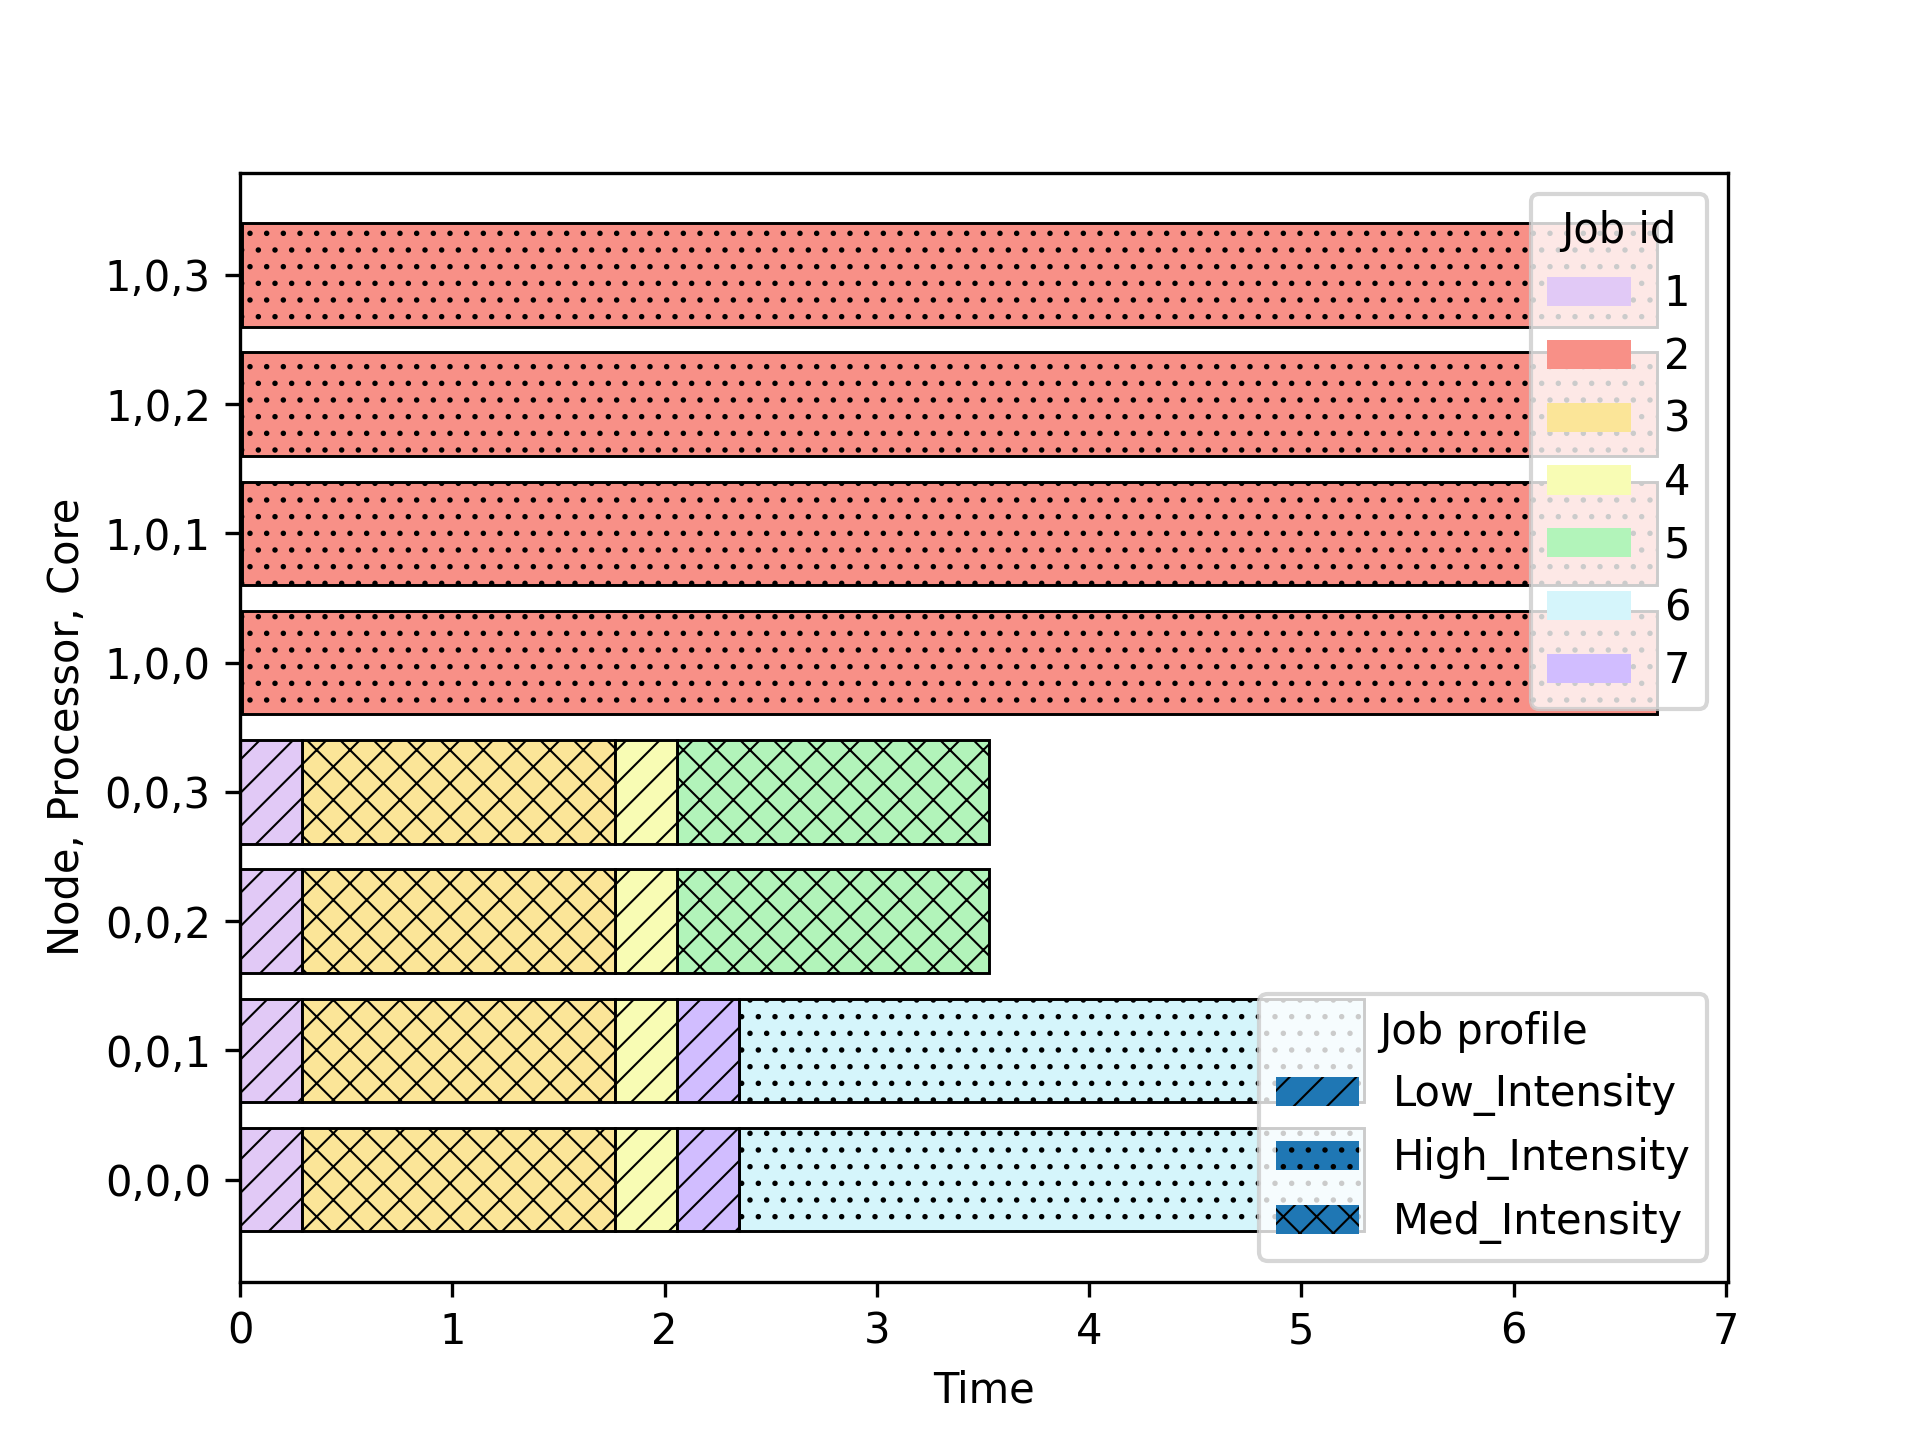 Job id
1
2
3
4
5
6
7
1,0,3
1,0,2
1,0,1
1,0,0
0,0,3
0,0,2
0,0,1
0,0,0
Node, Processor, Core
Job profile
Low_Intensity
High_Intensity
Med_Intensity
0 1 2 3 4 5 6 7
Time